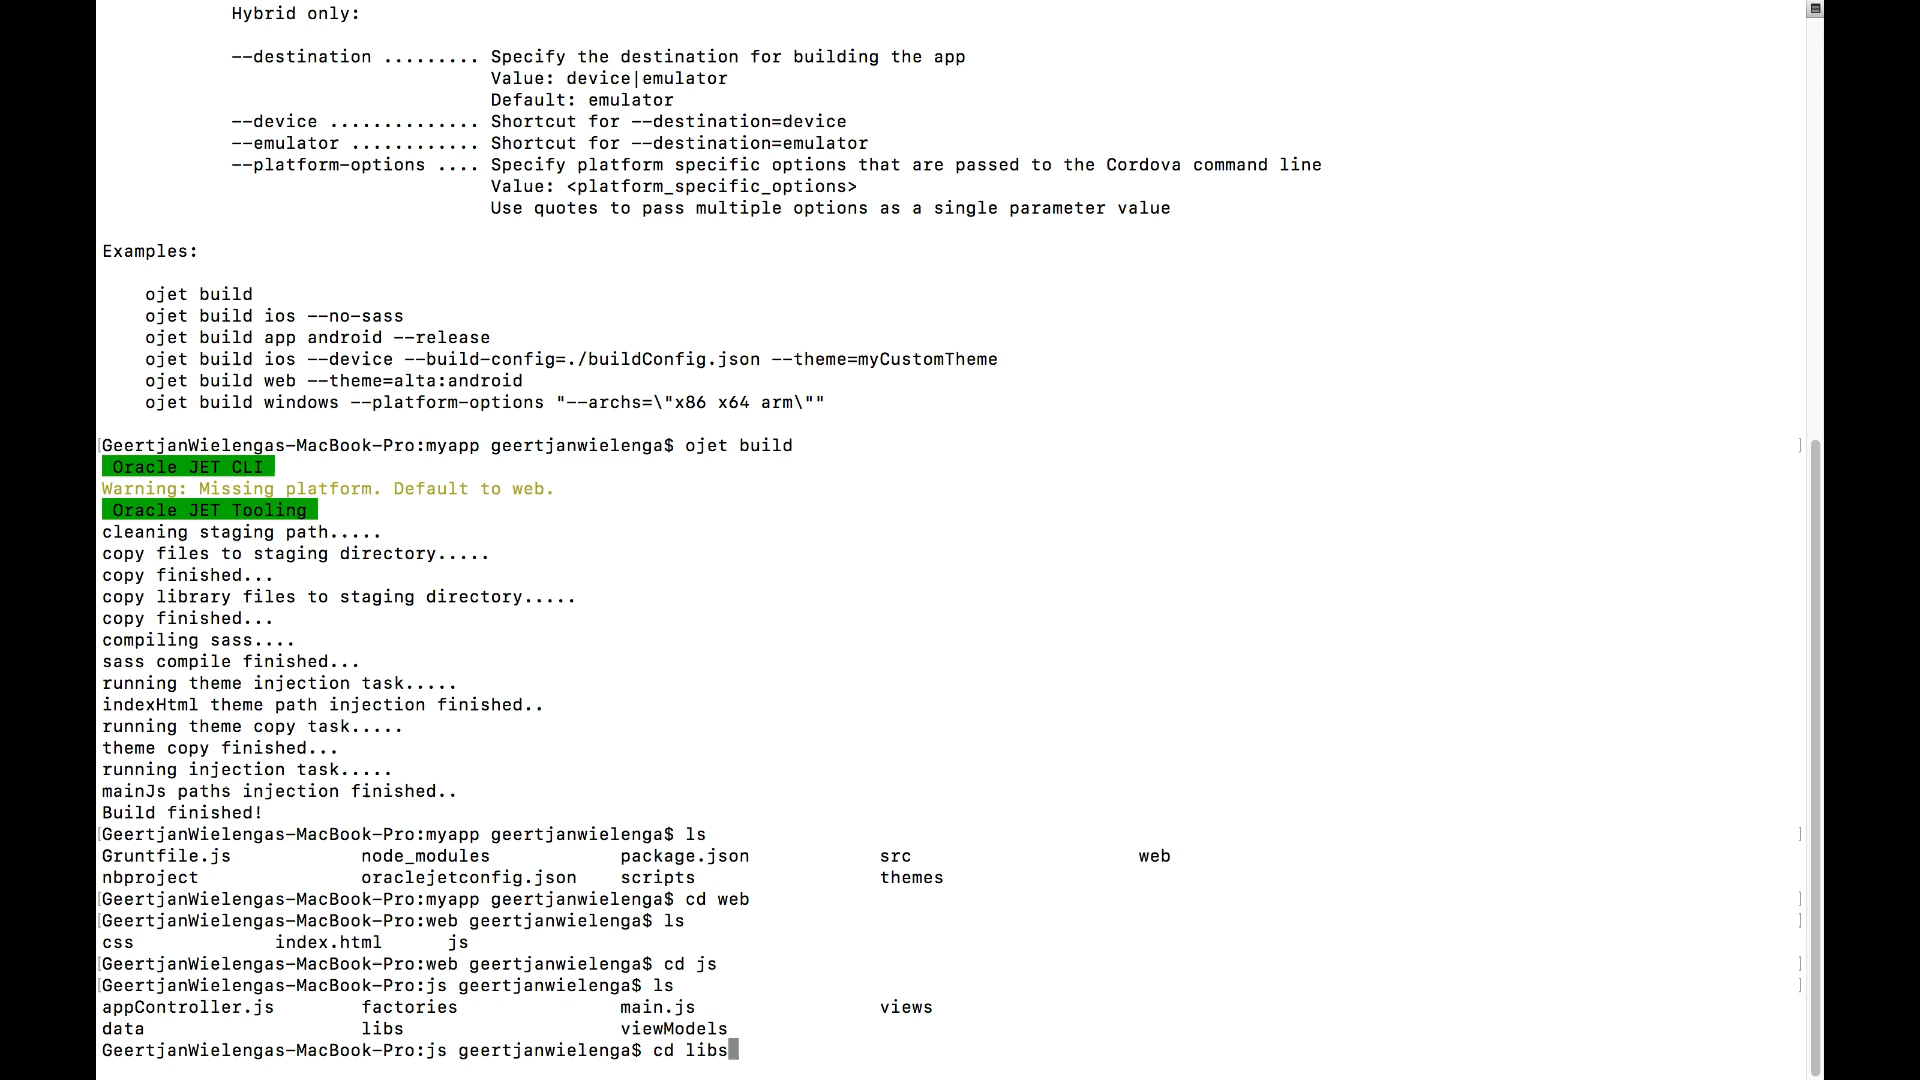 Hybrid only:
--destination ......... Specify the destination for building the app
Value: device|emulator
Default: emulator
--device .............. Shortcut for --destination=device
--emulator ............ Shortcut for --destination=emulator
--platform-options .... Specify platform specific options that are passed to the Cordova command line
Value: <platform_specific_options>
Use quotes to pass multiple options as a single parameter value
Examples:
ojet build
ojet build ios --no-sass
ojet build app android --release
ojet build ios --device --build-config=./buildConfig.json --theme=myCustomTheme
ojet build web --theme=alta:android
ojet build windows --platform-options "--archs=\"x86 x64 arm\""
[GeertjanWielengas-MacBook-Pro:myapp geertjanwielenga$ ojet build ]
Oracle JET CLI
Warning: Missing platform. Default to web.
Oracle JET Tooling
cleaning staging path.....
copy files to staging directory.....
copy finished...
copy library files to staging directory.....
copy finished...
compiling sass....
sass compile finished...
running theme injection task.....
indexHtml theme path injection finished..
running theme copy task.....
theme copy finished...
running injection task.....
mainJs paths injection finished..
Build finished!
[GeertjanWielengas-MacBook-Pro:myapp geertjanwielenga$ ls ]
Gruntfile.js node_modules package.json src web
nbproject oraclejetconfig.json scripts themes
[GeertjanWielengas-MacBook-Pro:myapp geertjanwielenga$ cd web ]
[GeertjanWielengas-MacBook-Pro:web geertjanwielenga$ ls ]
css index.html js
[GeertjanWielengas-MacBook-Pro:web geertjanwielenga$ cd js ]
[GeertjanWielengas-MacBook-Pro:js geertjanwielenga$ ls ]
appController.js factories main.js views
data libs viewModels
GeertjanWielengas-MacBook-Pro:js geertjanwielenga$ cd libs